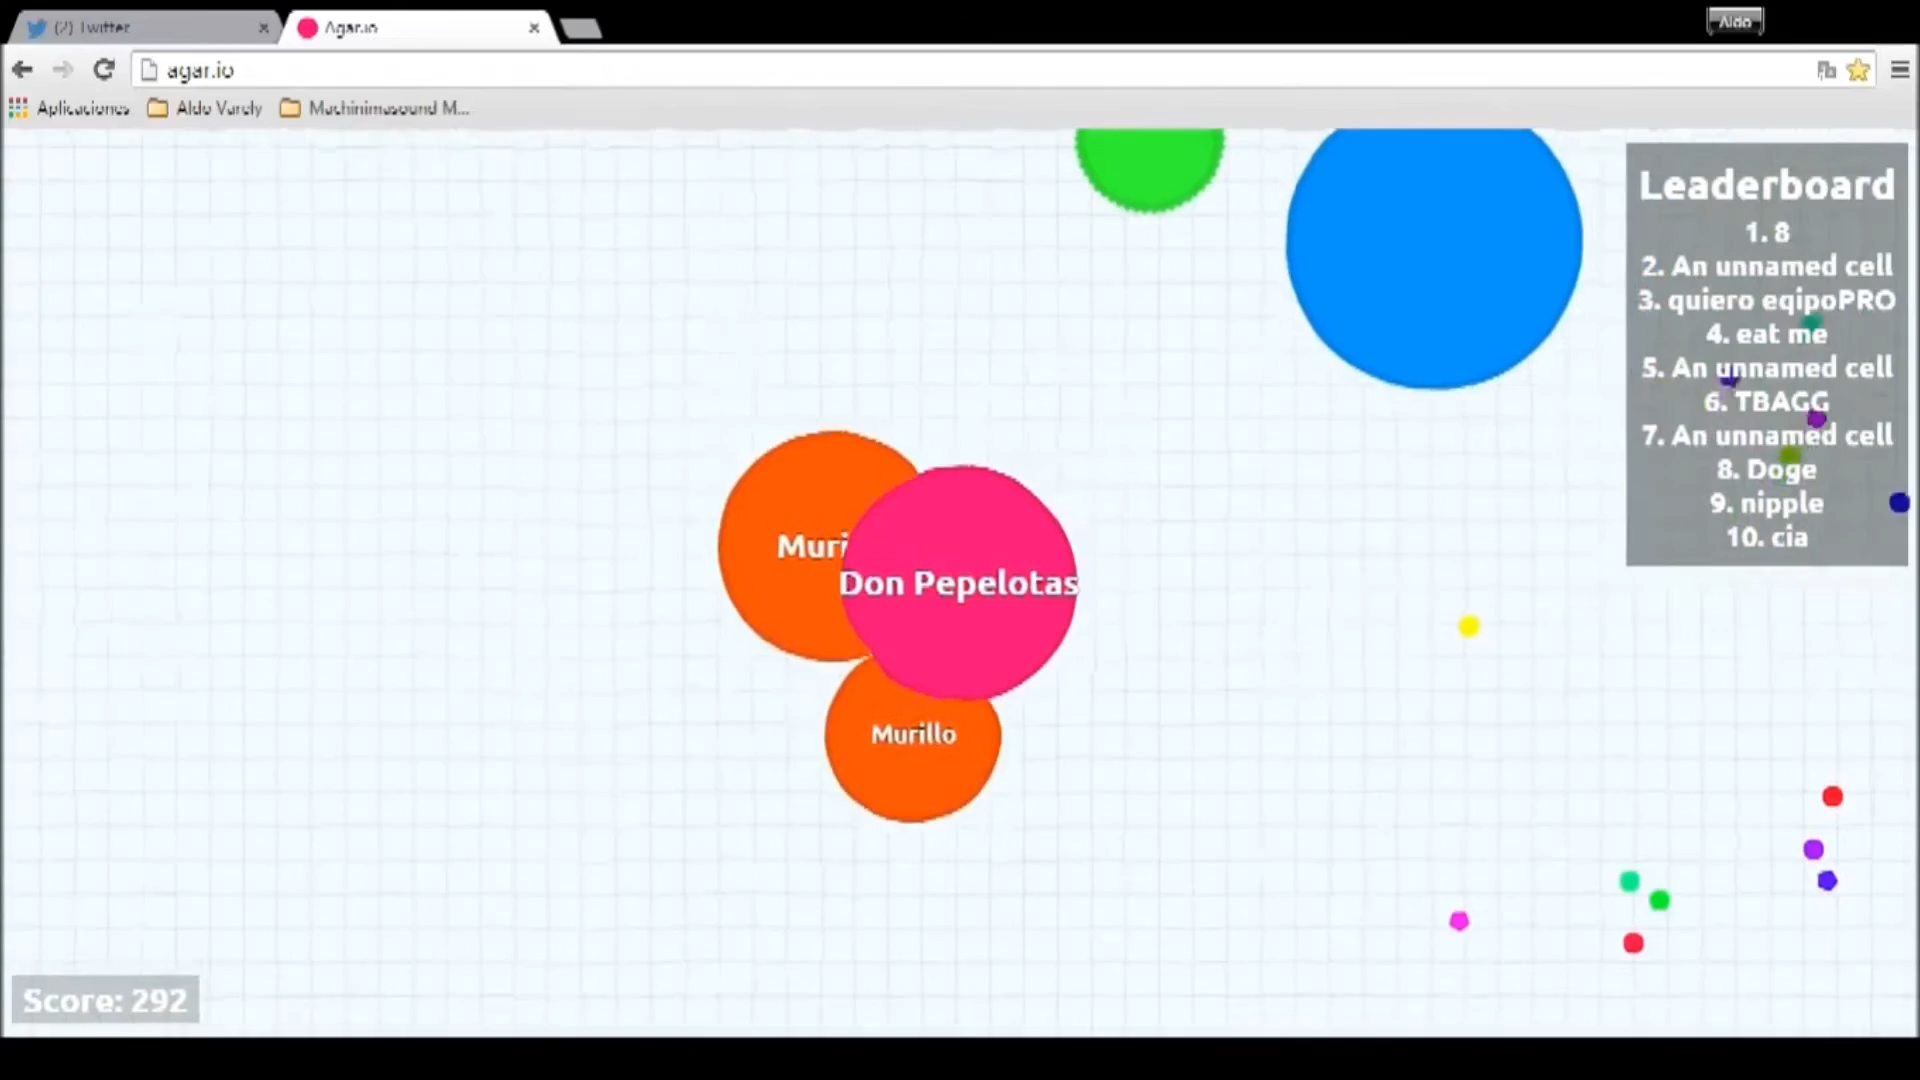 (2) Twitter
Agar.io
Aldo
agar.io
Aplicaciones
Aldo Varely
Machinimasound M...
Leaderboard
1. 8
2. An unnamed cell
3. quiero eqipoPRO
4. eat me
5. An unnamed cell
6. TBAGG
7. An unnamed cell
8. Doge
9. nipple
10. cia
Muri
Don Pepelotas
Murillo
Score: 292